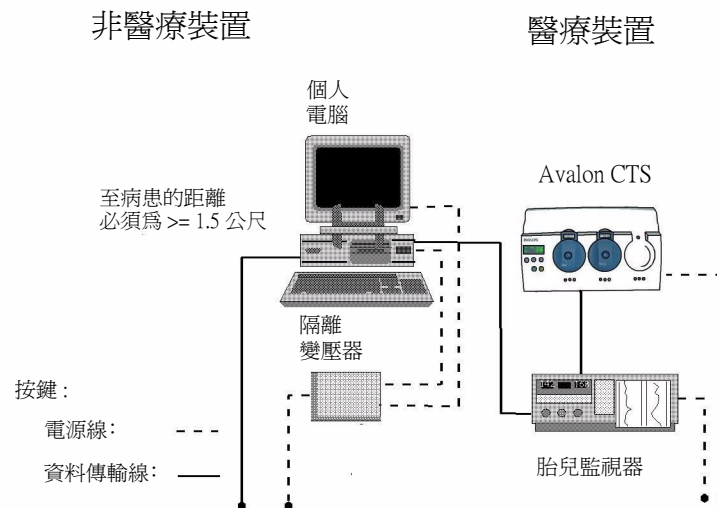 非醫療裝置
醫療裝置
個人
電腦
Avalon CTS
至病患的距離
必須爲 >= 1.5 公尺
PHILIPS
隔離
變壓器
142
按鍵 :
電源線:
資料傳輸線:
胎兒監視器